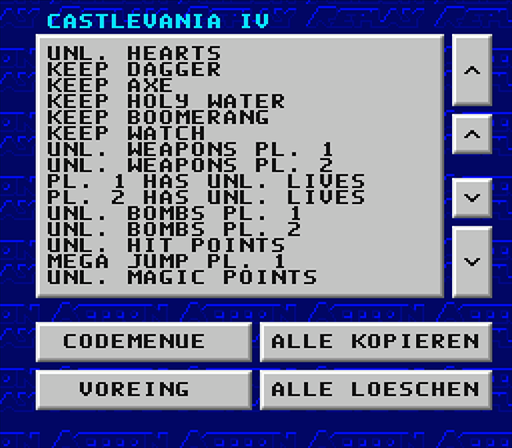 CASTLEVANIA IV
UNL. HEARTS
KEEP DAGGER
KEEP AXE
KEEP HOLY WATER
KEEP BOOMERANG
KEEP WATCH
UNL. WEAPONS PL. 1
UNL. WEAPONS PL. 2
PL. 1 HAS UNL. LIVES
PL. 2 HAS UNL. LIVES
UNL. BOMBS PL. 1
UNL. BOMBS PL. 2
UNL. HIT POINTS
MEGA JUMP PL. 1
UNL. MAGIC POINTS
CODEMENUE ALLE KOPIEREN
VOREING ALLE LOESCHEN